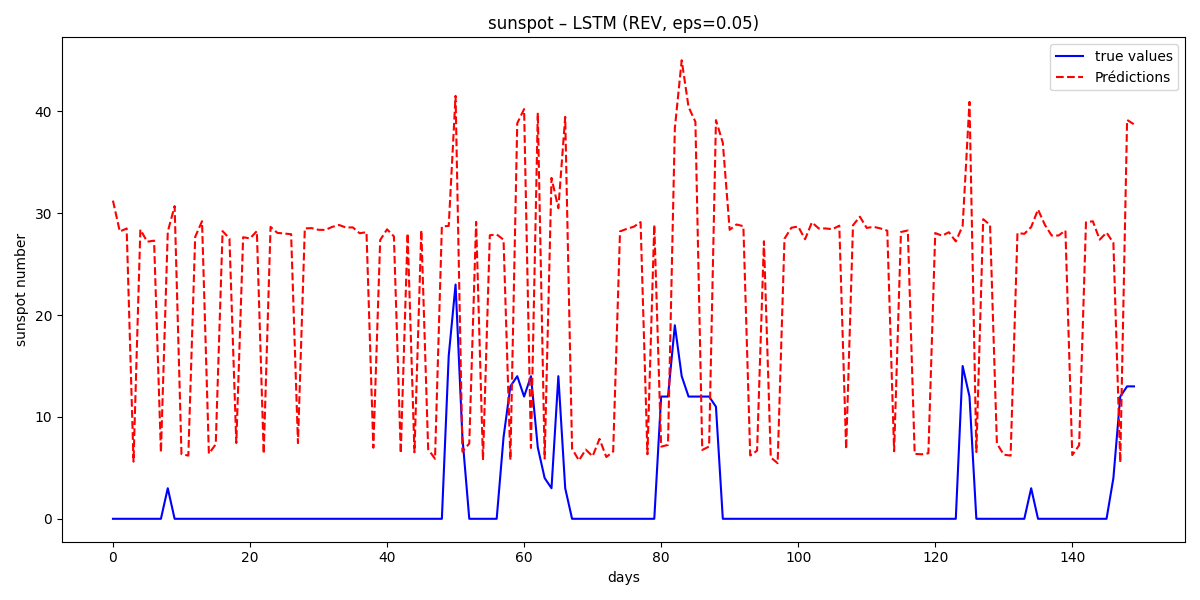 sunspot – LSTM (REV, eps=0.05)
true values
Prédictions
sunspot number
40
30
20
10
0
0 20 40 60 80 100 120 140
days